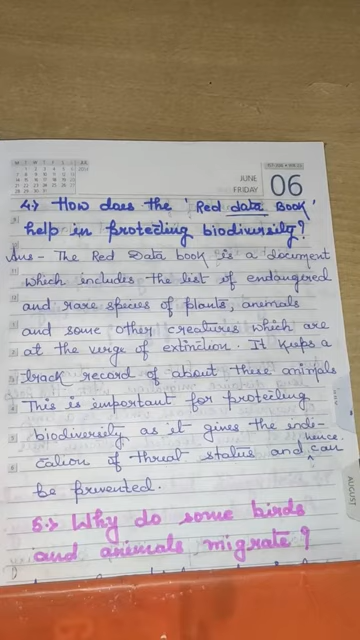 JUNE
FRIDAY
06
4.> How does the 'Red data Book'
help in protecting biodiversity?
Ans - The Red Data book is a document
which includes the list of endangered
and rare species of plants, animals
and some other creatures which are
at the verge of extinction. It keeps a
track record of about these animals
This is important for protecting
biodiversity as it gives the indi-
cation of threat status and hence can
be prevented.
5.> Why do some birds
and animals migrate?
AUGUST